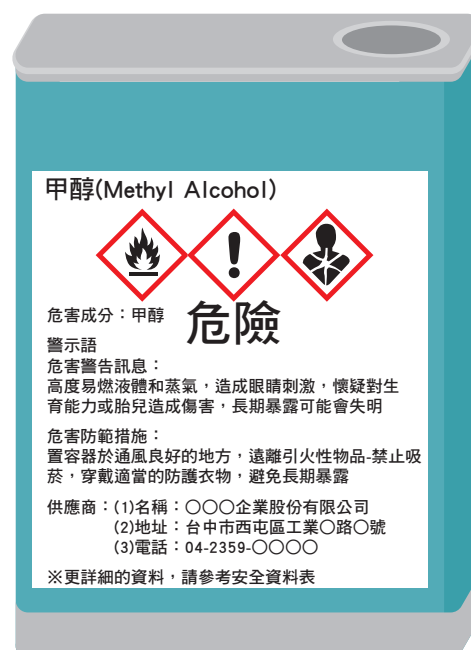 甲醇(Methyl Alcohol)
危害成分：甲醇
危險
警示語
危害警告訊息：
高度易燃液體和蒸氣，造成眼睛刺激，懷疑對生
育能力或胎兒造成傷害，長期暴露可能會失明
危害防範措施：
置容器於通風良好的地方，遠離引火性物品-禁止吸
菸，穿戴適當的防護衣物，避免長期暴露
供應商：(1)名稱：○○○企業股份有限公司
(2)地址：台中市西屯區工業○路○號
(3)電話：04-2359-○○○○
※更詳細的資料，請參考安全資料表